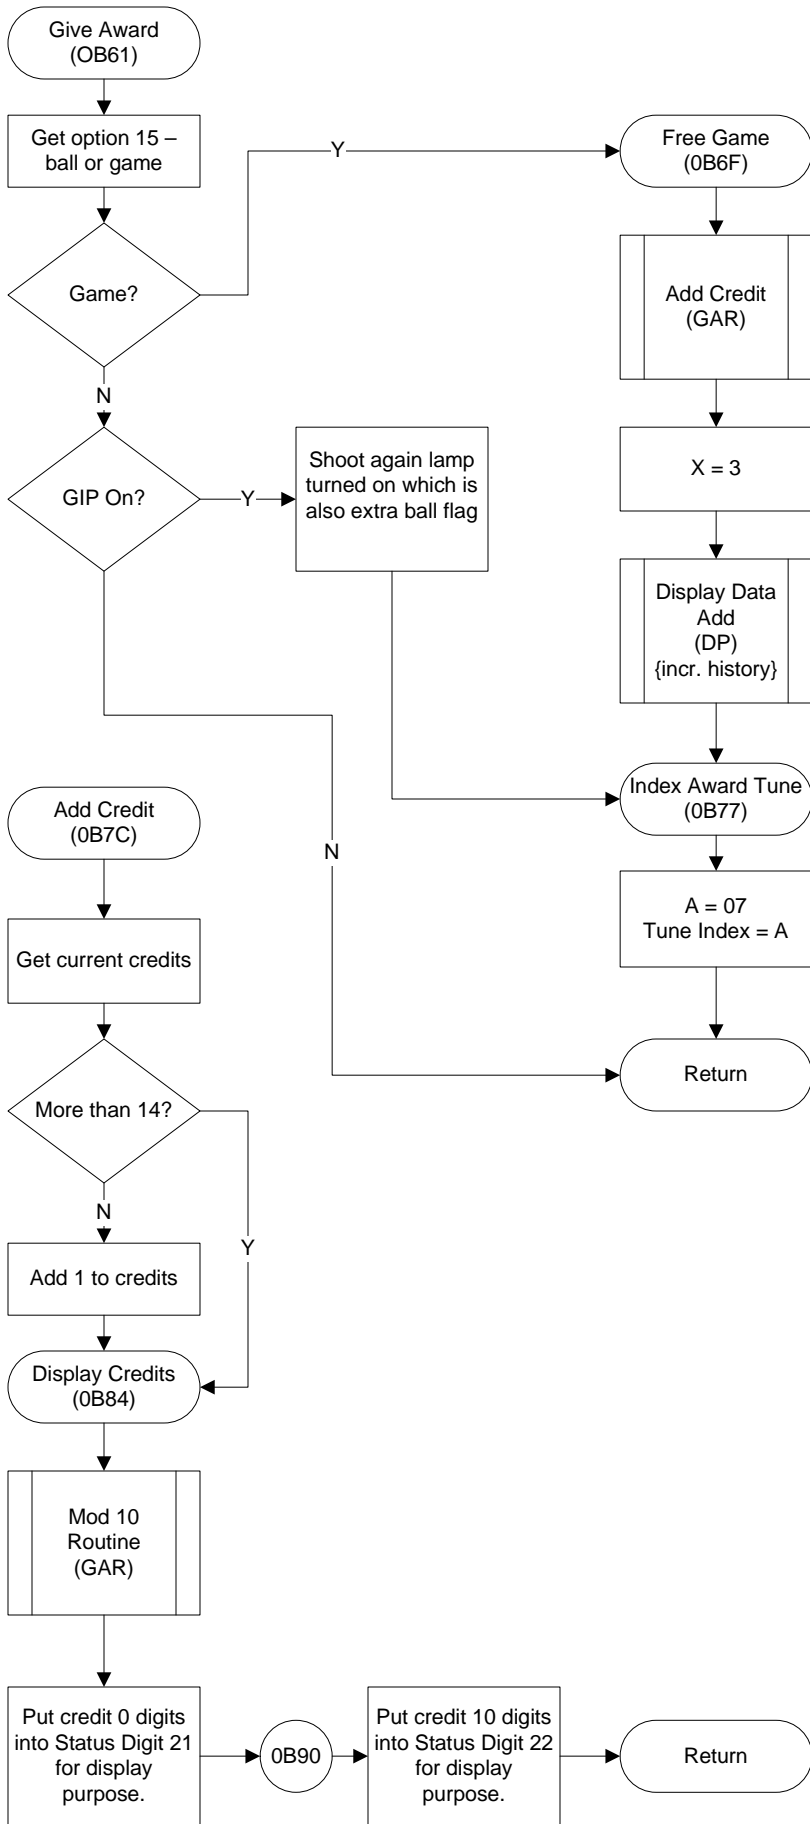 Give Award
(OB61)
Get option 15 –
ball or game
Game?
Y
N
GIP On?
Y
Shoot again lamp
turned on which is
also extra ball flag
N
Free Game
(0B6F)
Add Credit
(GAR)
X = 3
Display Data
Add
(DP)
{incr. history}
Index Award Tune
(0B77)
A = 07
Tune Index = A
Return
Add Credit
(0B7C)
Get current credits
More than 14?
N
Y
Add 1 to credits
Display Credits
(0B84)
Mod 10
Routine
(GAR)
Put credit 0 digits
into Status Digit 21
for display
purpose.
0B90
Put credit 10 digits
into Status Digit 22
for display
purpose.
Return